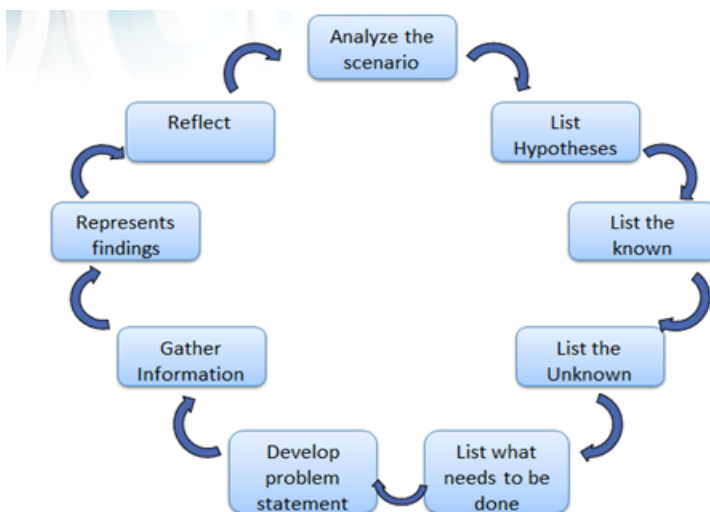 Analyze the
scenario
List
Hypotheses
List the
known
List the
Unknown
List what
needs to be
done
Develop
problem
statement
Gather
Information
Represents
findings
Reflect